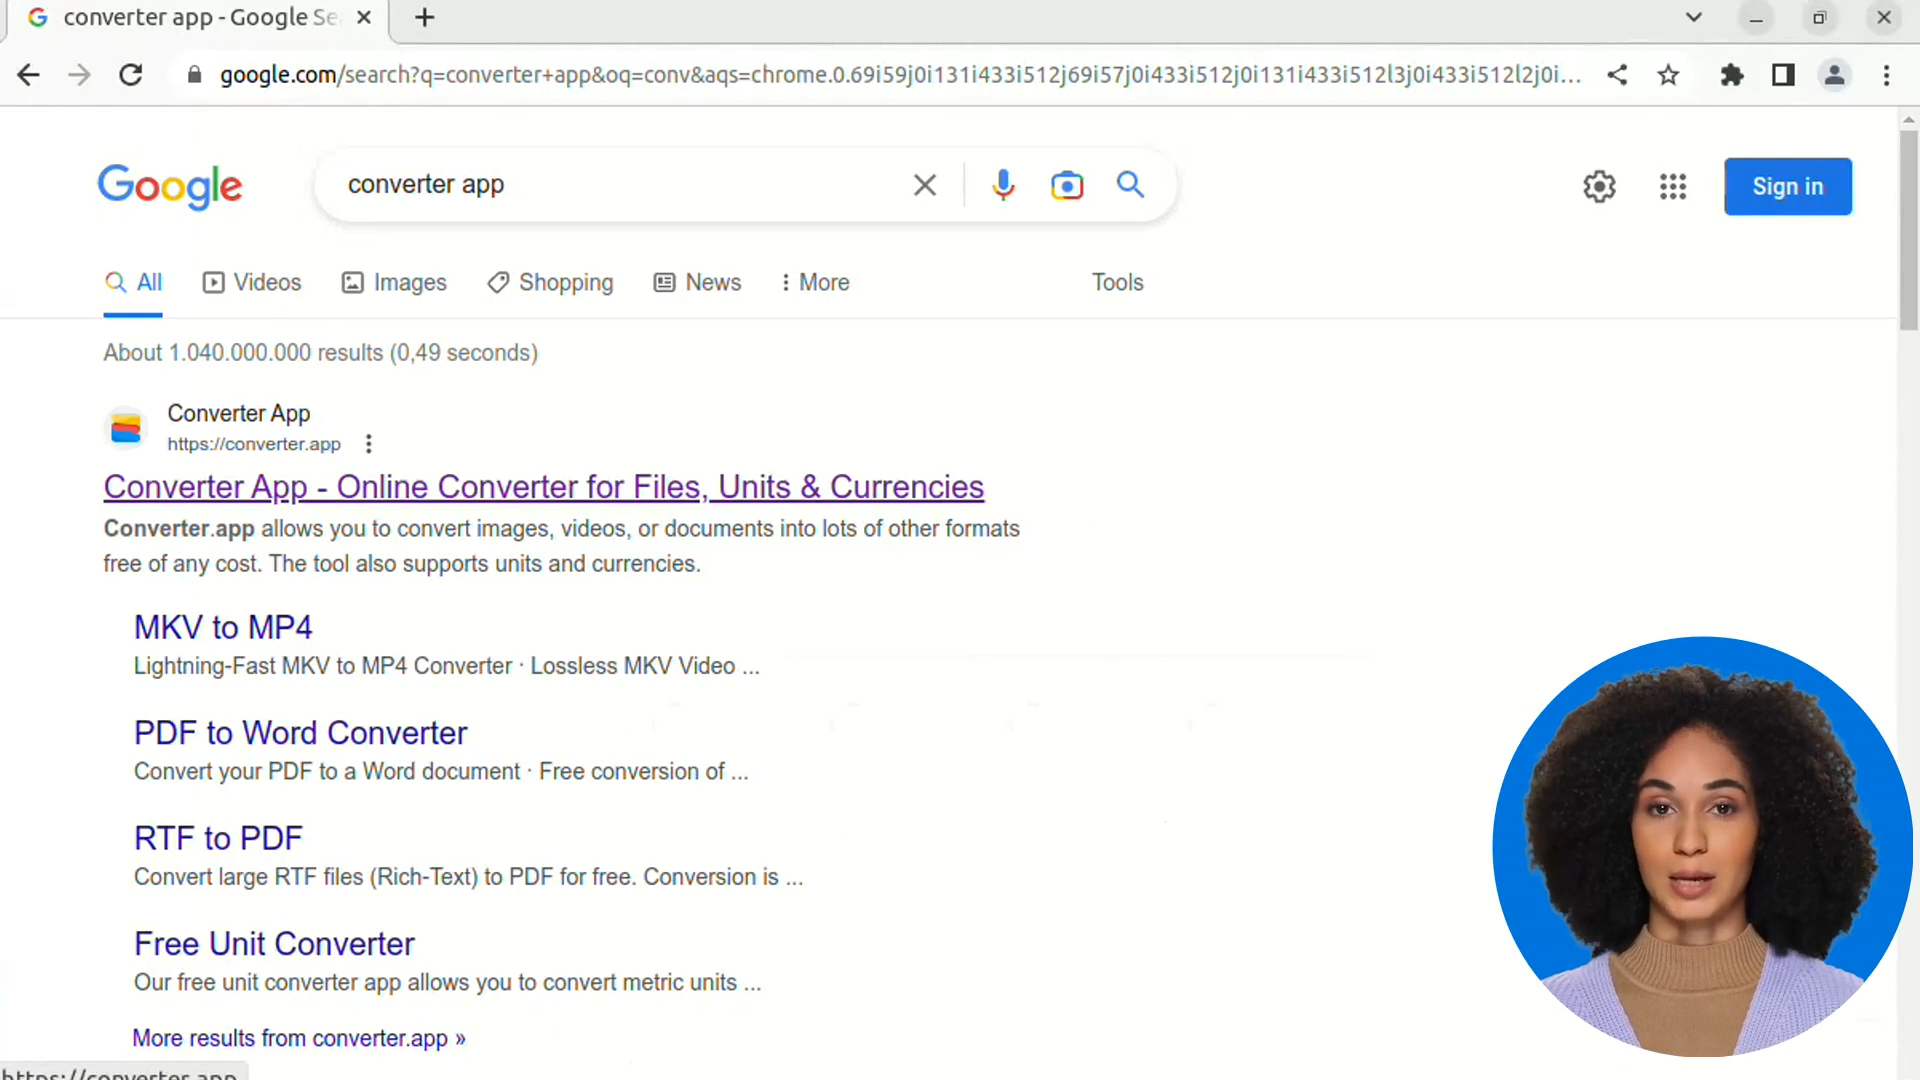 converter app - Google Se
google.com/search?q=converter+app&oq=conv&aqs=chrome.0.69i59j0i131i433i512j69i57j0i433i512j0i131i433i512l3j0i433i512l2j0i...
Google
converter app
Sign in
All
Videos
Images
Shopping
News
More
Tools
About 1.040.000.000 results (0,49 seconds)
Converter App
https://converter.app
Converter App - Online Converter for Files, Units & Currencies
Converter.app allows you to convert images, videos, or documents into lots of other formats
free of any cost. The tool also supports units and currencies.
MKV to MP4
Lightning-Fast MKV to MP4 Converter · Lossless MKV Video ...
PDF to Word Converter
Convert your PDF to a Word document · Free conversion of ...
RTF to PDF
Convert large RTF files (Rich-Text) to PDF for free. Conversion is ...
Free Unit Converter
Our free unit converter app allows you to convert metric units ...
More results from converter.app »
https://converter.app